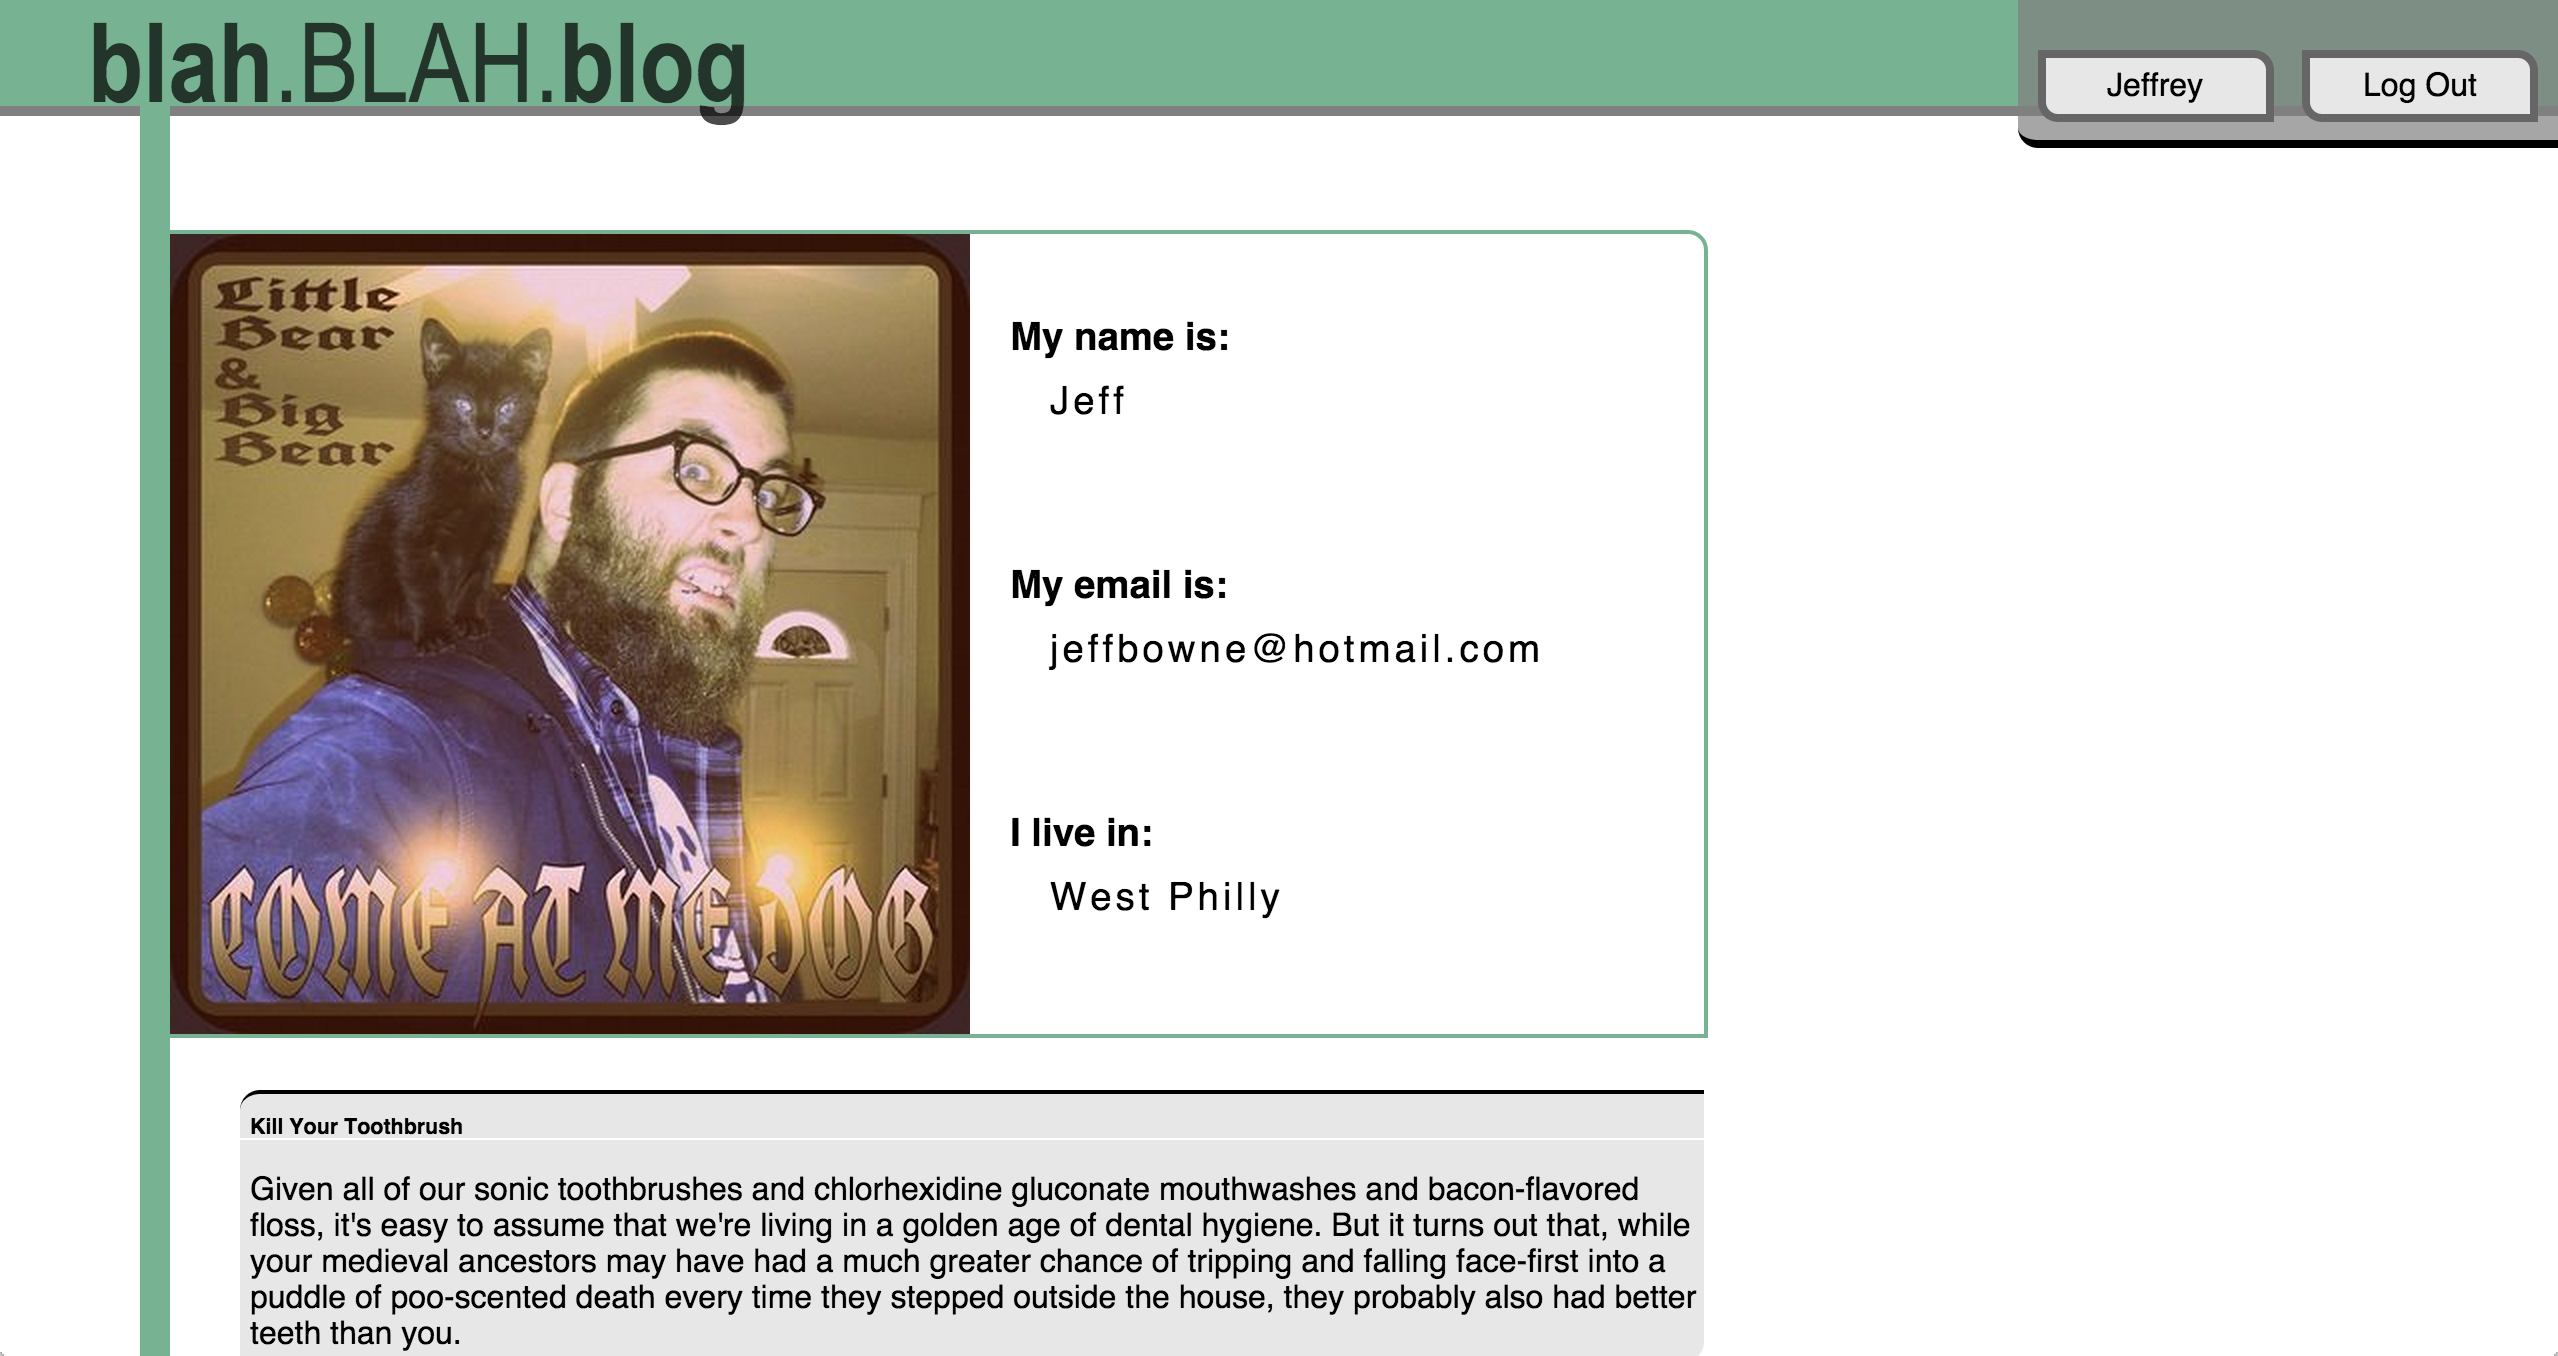 blah.BLAH.blog
Jeffrey
Log Out
Little
Bear
&
Big
Bear
COME AT ME DOG
My name is:
Jeff
My email is:
jeffbowne@hotmail.com
I live in:
West Philly
Kill Your Toothbrush
Given all of our sonic toothbrushes and chlorhexidine gluconate mouthwashes and bacon-flavored
floss, it's easy to assume that we're living in a golden age of dental hygiene. But it turns out that, while
your medieval ancestors may have had a much greater chance of tripping and falling face-first into a
puddle of poo-scented death every time they stepped outside the house, they probably also had better
teeth than you.